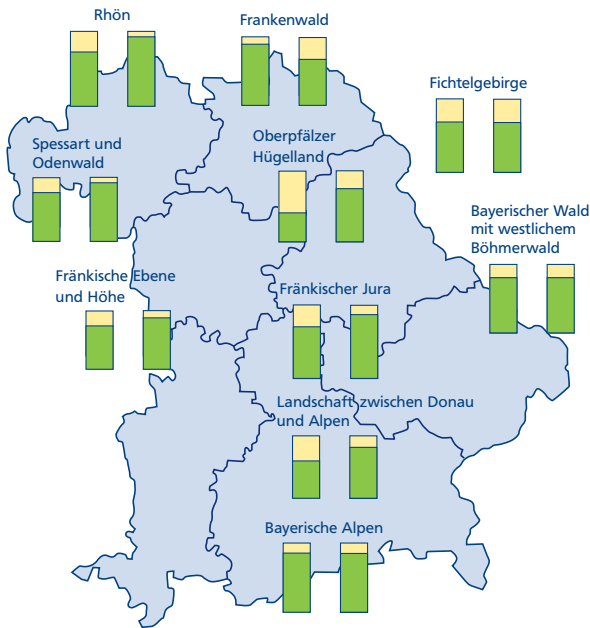 Rhön
Frankenwald
Fichtelgebirge
Spessart und
Odenwald
Oberpfälzer
Hügelland
Bayerischer Wald
mit westlichem
Böhmerwald
Fränkische Ebene
und Höhe
Fränkischer Jura
Landschaft zwischen Donau
und Alpen
Bayerische Alpen